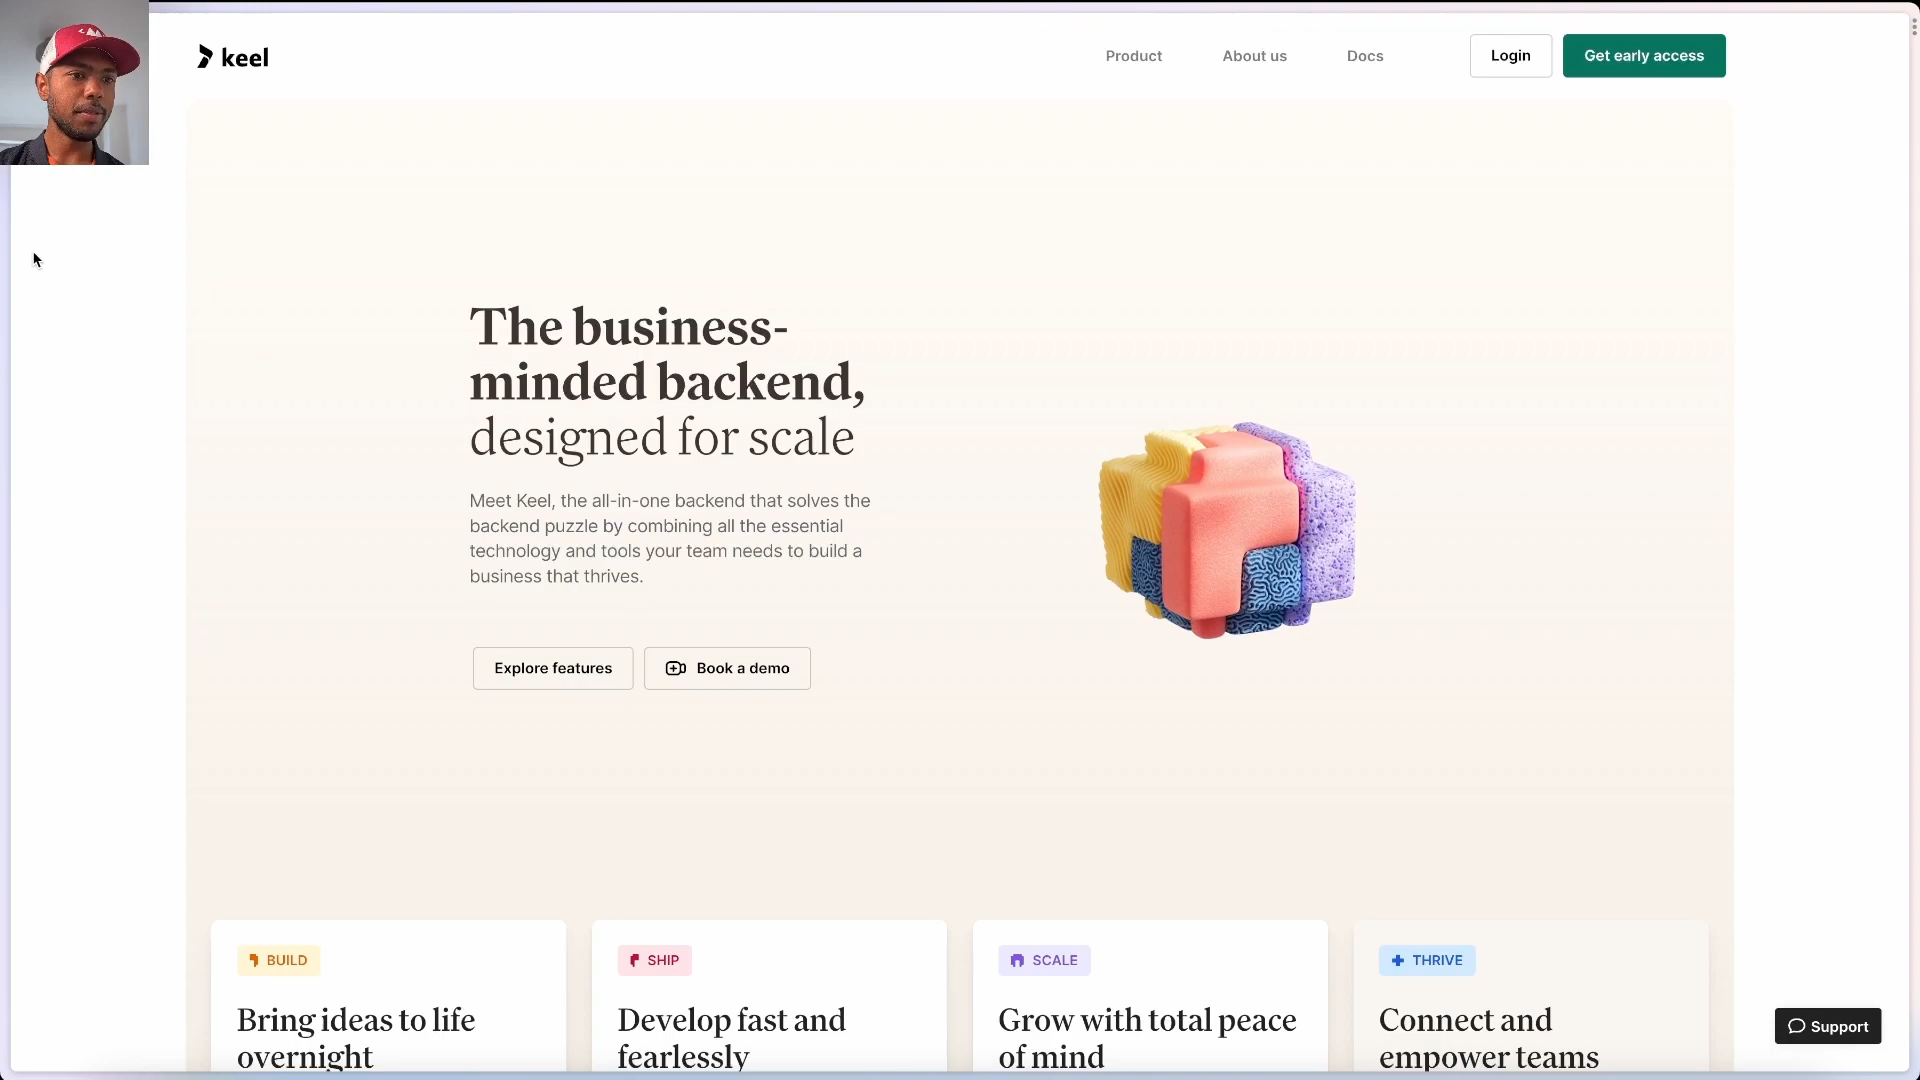 keel
Product
About us
Docs
Login
Get early access
The business-
minded backend,
designed for scale
Meet Keel, the all-in-one backend that solves the
backend puzzle by combining all the essential
technology and tools your team needs to build a
business that thrives.
Explore features
Book a demo
BUILD
Bring ideas to life
overnight
SHIP
Develop fast and
fearlessly
SCALE
Grow with total peace
of mind
THRIVE
Connect and
empower teams
Support